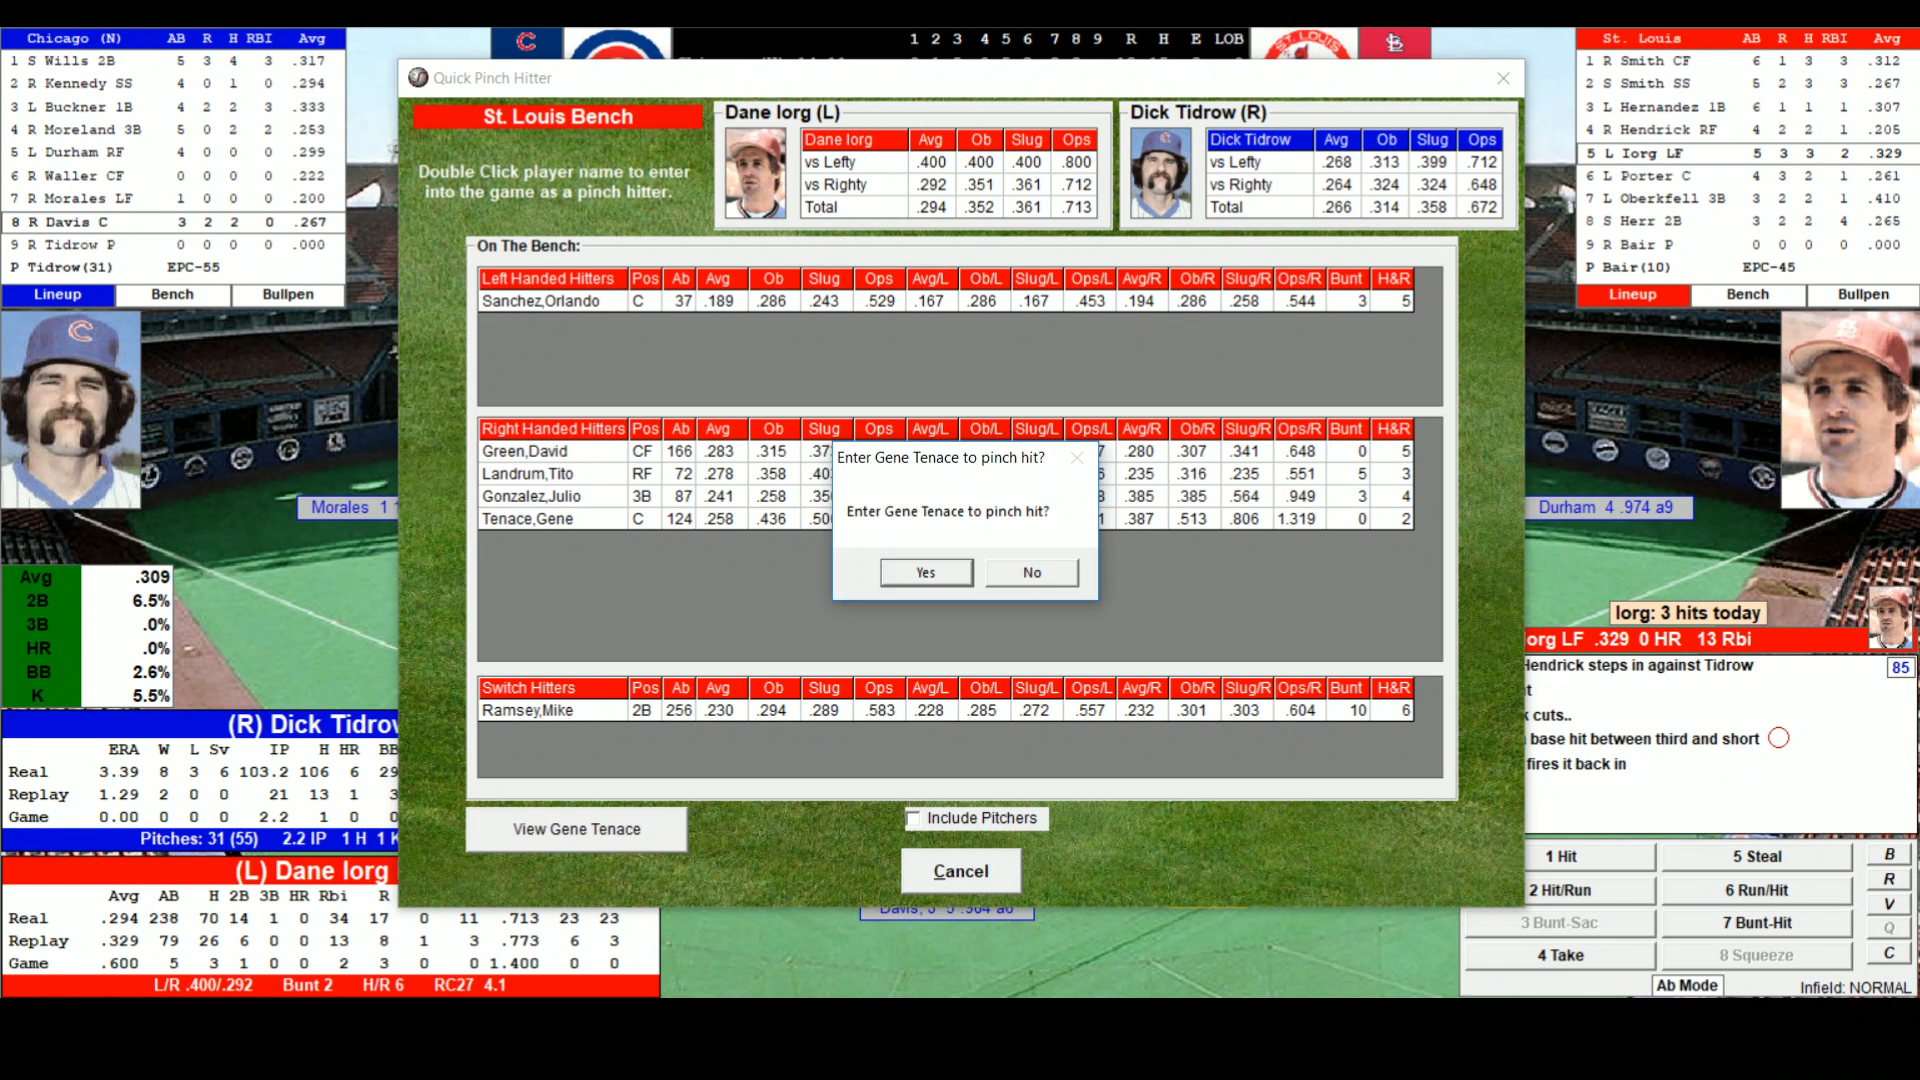 Chicago (N) AB R H RBI Avg
1 S Wills 2B 5 3 4 3 .317
2 R Kennedy SS 4 0 1 0 .294
3 L Buckner 1B 4 2 2 3 .333
4 R Moreland 3B 5 0 2 2 .253
5 L Durham RF 4 0 0 0 .299
6 R Waller CF 0 0 0 0 .222
7 R Morales LF 1 0 0 0 .200
8 R Davis C 3 2 2 0 .267
9 R Tidrow P 0 0 0 0 .000
P Tidrow(31) EPC-55
Lineup Bench Bullpen
1 2 3 4 5 6 7 8 9 R H E LOB
St. Louis AB R H RBI Avg
1 R Smith CF 6 1 3 3 .312
2 S Smith SS 5 2 3 3 .267
3 L Hernandez 1B 6 1 1 1 .307
4 R Hendrick RF 4 2 2 1 .205
5 L Iorg LF 5 3 3 2 .329
6 L Porter C 4 3 2 1 .261
7 L Oberkfell 3B 3 2 2 1 .410
8 S Herr 2B 3 2 2 4 .265
9 R Bair P 0 0 0 0 .000
P Bair(10) EPC-45
Lineup Bench Bullpen
Quick Pinch Hitter
St. Louis Bench
Double Click player name to enter
into the game as a pinch hitter.
Dane Iorg (L)
Dane Iorg Avg Ob Slug Ops
vs Lefty .400 .400 .400 .800
vs Righty .292 .351 .361 .712
Total .294 .352 .361 .713
Dick Tidrow (R)
Dick Tidrow Avg Ob Slug Ops
vs Lefty .268 .313 .399 .712
vs Righty .264 .324 .324 .648
Total .266 .314 .358 .672
On The Bench:
Left Handed Hitters Pos Ab Avg Ob Slug Ops Avg/L Ob/L Slug/L Ops/L Avg/R Ob/R Slug/R Ops/R Bunt H&R
Sanchez,Orlando C 37 .189 .286 .243 .529 .167 .286 .167 .453 .194 .286 .258 .544 3 5
Right Handed Hitters Pos Ab Avg Ob Slug Ops Avg/L Ob/L Slug/L Ops/L Avg/R Ob/R Slug/R Ops/R Bunt H&R
Green,David CF 166 .283 .315 .280 .307 .341 .648 0 5
Landrum,Tito RF 72 .278 .358 .235 .316 .235 .551 5 3
Gonzalez,Julio 3B 87 .241 .258 .385 .385 .564 .949 3 4
Tenace,Gene C 124 .258 .436 .387 .513 .806 1.319 0 2
Enter Gene Tenace to pinch hit?
Enter Gene Tenace to pinch hit?
Yes No
Switch Hitters Pos Ab Avg Ob Slug Ops Avg/L Ob/L Slug/L Ops/L Avg/R Ob/R Slug/R Ops/R Bunt H&R
Ramsey,Mike 2B 256 .230 .294 .289 .583 .228 .285 .272 .557 .232 .301 .303 .604 10 6
View Gene Tenace
Include Pitchers
Cancel
Morales 1 1
Durham 4 .974 a9
Avg .309
2B 6.5%
3B .0%
HR .0%
BB 2.6%
K 5.5%
(R) Dick Tidrow
ERA W L Sv IP H HR BB
Real 3.39 8 3 6 103.2 106 6 29
Replay 1.29 2 0 0 21 13 1 3
Game 0.00 0 0 0 2.2 1 0 0
Pitches: 31 (55) 2.2 IP 1 H 1 K
(L) Dane Iorg
Avg AB H 2B 3B HR Rbi R
Real .294 238 70 14 1 0 34 17 0 11 .713 23 23
Replay .329 79 26 6 0 0 13 8 1 3 .773 6 3
Game .600 5 3 1 0 0 2 3 0 0 1.400 0 0
L/R .400/.292 Bunt 2 H/R 6 RC27 4.1
Iorg: 3 hits today
org LF .329 0 HR 13 Rbi
Hendrick steps in against Tidrow
85
cuts..
base hit between third and short
fires it back in
1 Hit 5 Steal B
2 Hit/Run 6 Run/Hit R
3 Bunt-Sac 7 Bunt-Hit V
4 Take 8 Squeeze Q
C
Ab Mode Infield: NORMAL